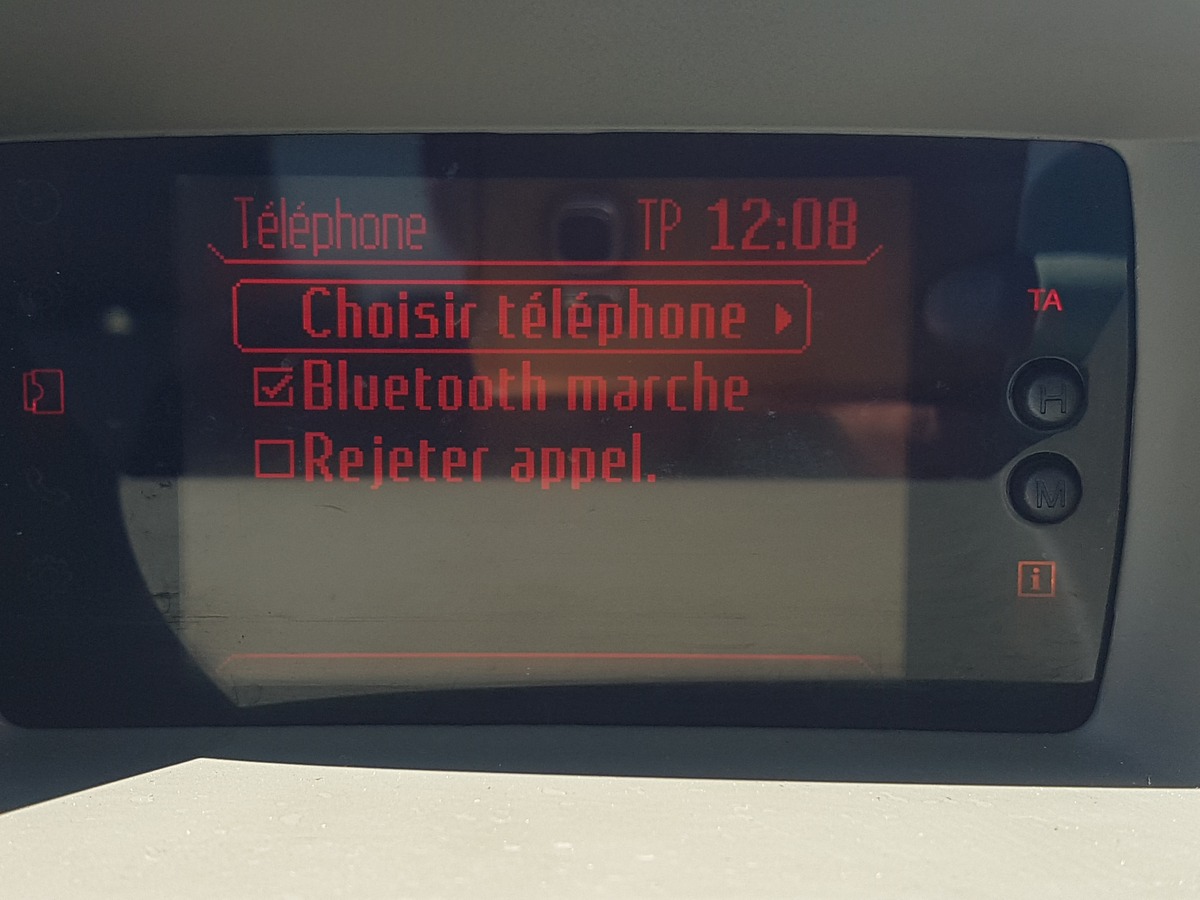 Téléphone TP 12:08
TA
Choisir téléphone
Bluetooth marche
H
Rejeter appel.
M
i